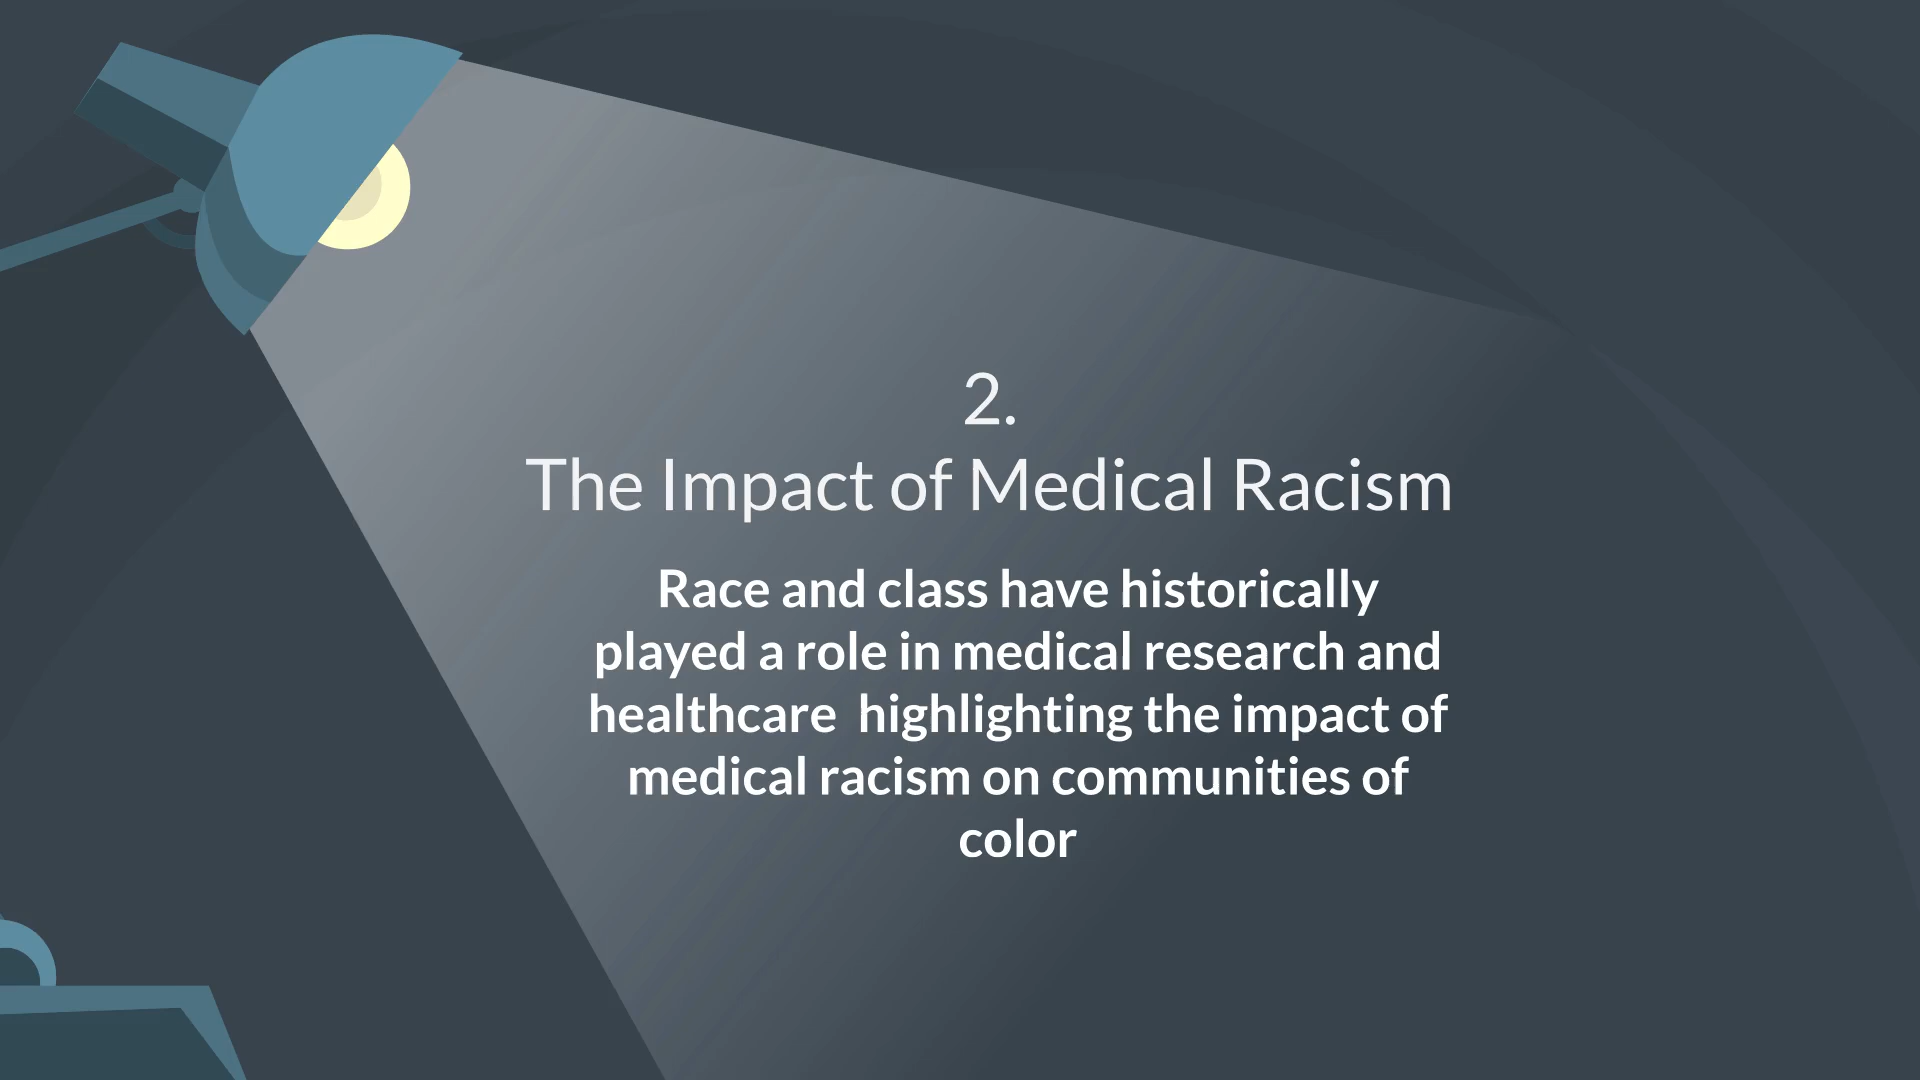 2.
The Impact of Medical Racism
Race and class have historically
played a role in medical research and
healthcare  highlighting the impact of
medical racism on communities of
color